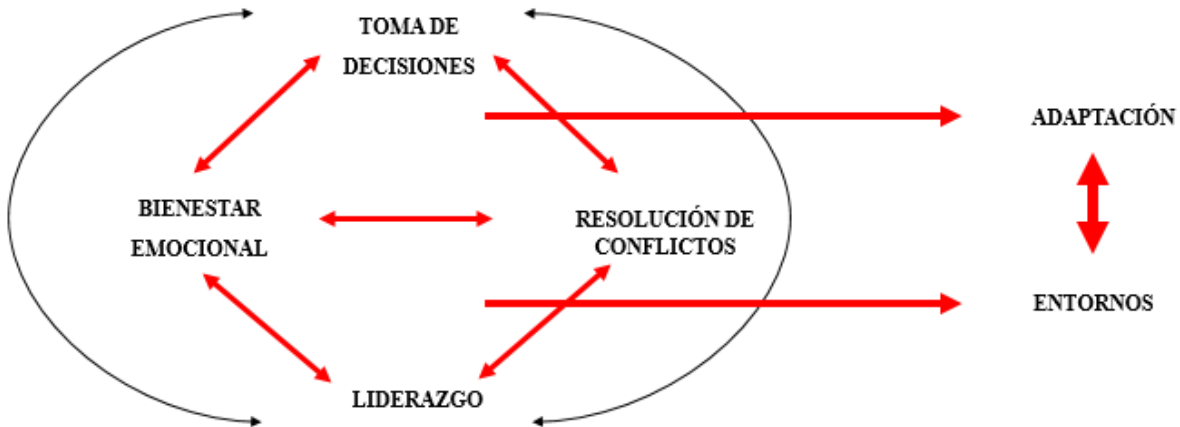 TOMA DE
DECISIONES
ADAPTACIÓN
BIENESTAR
EMOCIONAL
RESOLUCIÓN DE
CONFLICTOS
ENTORNOS
LIDERAZGO